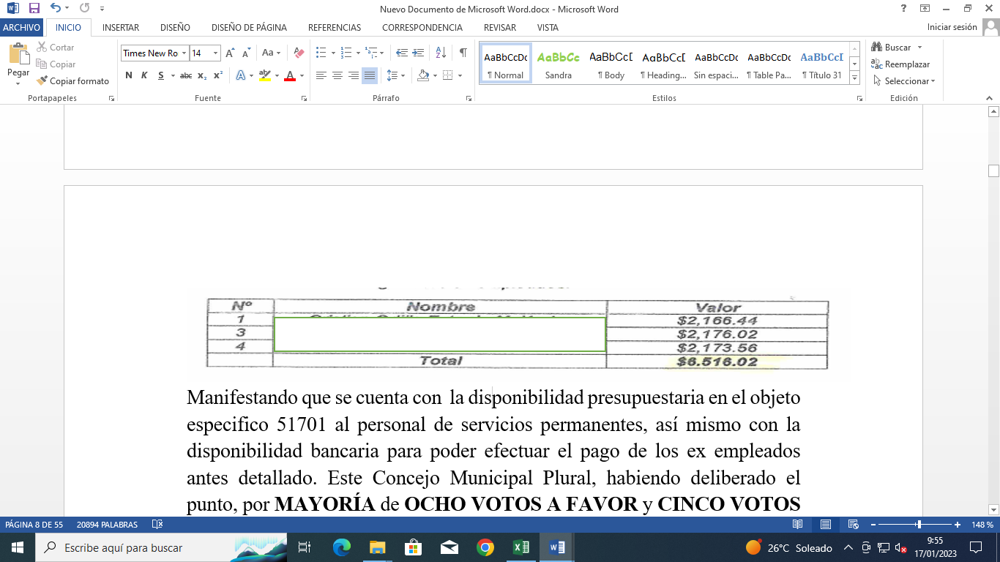 Nuevo Documento de Microsoft Word.docx - Microsoft Word
ARCHIVO INICIO INSERTAR DISEÑO DISEÑO DE PÁGINA REFERENCIAS CORRESPONDENCIA REVISAR VISTA Iniciar sesión
Pegar
Cortar
Copiar
Copiar formato
Portapapeles
Times New Ro 14
Aa
N K S abc x₂ x²
Fuente
Párrafo
AaBbCcDc AaBbCc AaBbCcD AaBbCcD AaBbCcDc AaBbCcDc AaBbCcD
¶ Normal Sandra ¶ Body ¶ Heading... Sin espaci... ¶ Table Pa... ¶ Título 31
Estilos
Buscar
Reemplazar
Seleccionar
Edición
Nº Nombre Valor
1 $2,166.44
3 $2,176.02
4 $2,173.56
Total $6.516.02
Manifestando que se cuenta con la disponibilidad presupuestaria en el objeto
especifico 51701 al personal de servicios permanentes, así mismo con la
disponibilidad bancaria para poder efectuar el pago de los ex empleados
antes detallado. Este Concejo Municipal Plural, habiendo deliberado el
punto, por MAYORÍA de OCHO VOTOS A FAVOR y CINCO VOTOS
PÁGINA 8 DE 55 20894 PALABRAS 148 %
Escribe aquí para buscar
26°C Soleado
9:55
17/01/2023